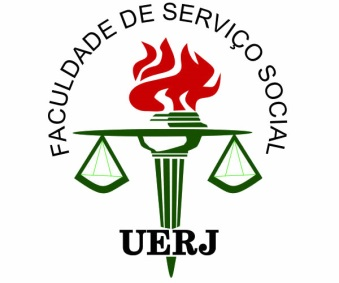 FACULDADE DE SERVIÇO SOCIAL
UERJ